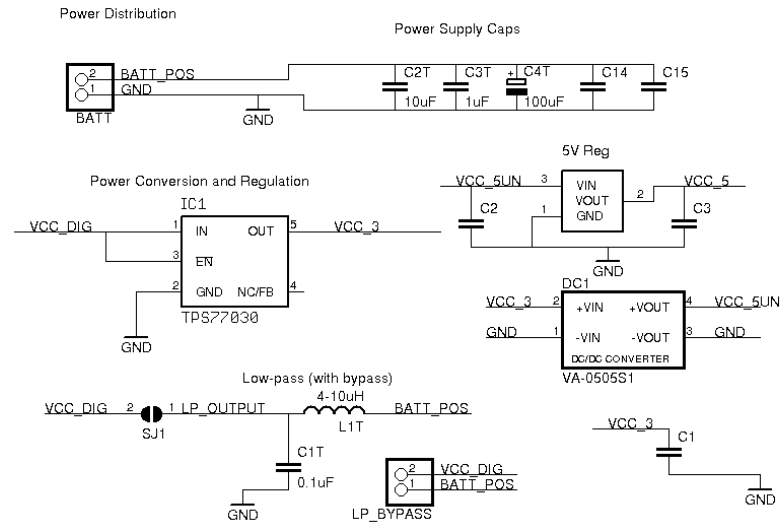 Power Distribution
Power Supply Caps
2 BATT_POS
1 GND
BATT
GND
C2T
10uF
C3T
1uF
+ C4T
100uF
C14
C15
5V Reg
VCC_5UN 3 VIN
VOUT 2 VCC_5
1 GND
C2
C3
GND
Power Conversion and Regulation
IC1
VCC_DIG 1 IN OUT 5 VCC_3
3 EN
2 GND NC/FB 4
TPS77030
GND
DC1
VCC_3 2 +VIN +VOUT 4 VCC_5UN
GND 1 -VIN -VOUT 3 GND
DC/DC CONVERTER
VA-0505S1
Low-pass (with bypass)
4-10uH
VCC_DIG 2 1 LP_OUTPUT BATT_POS
SJ1
L1T
C1T
0.1uF
GND
2 VCC_DIG
1 BATT_POS
LP_BYPASS
VCC_3
C1
GND